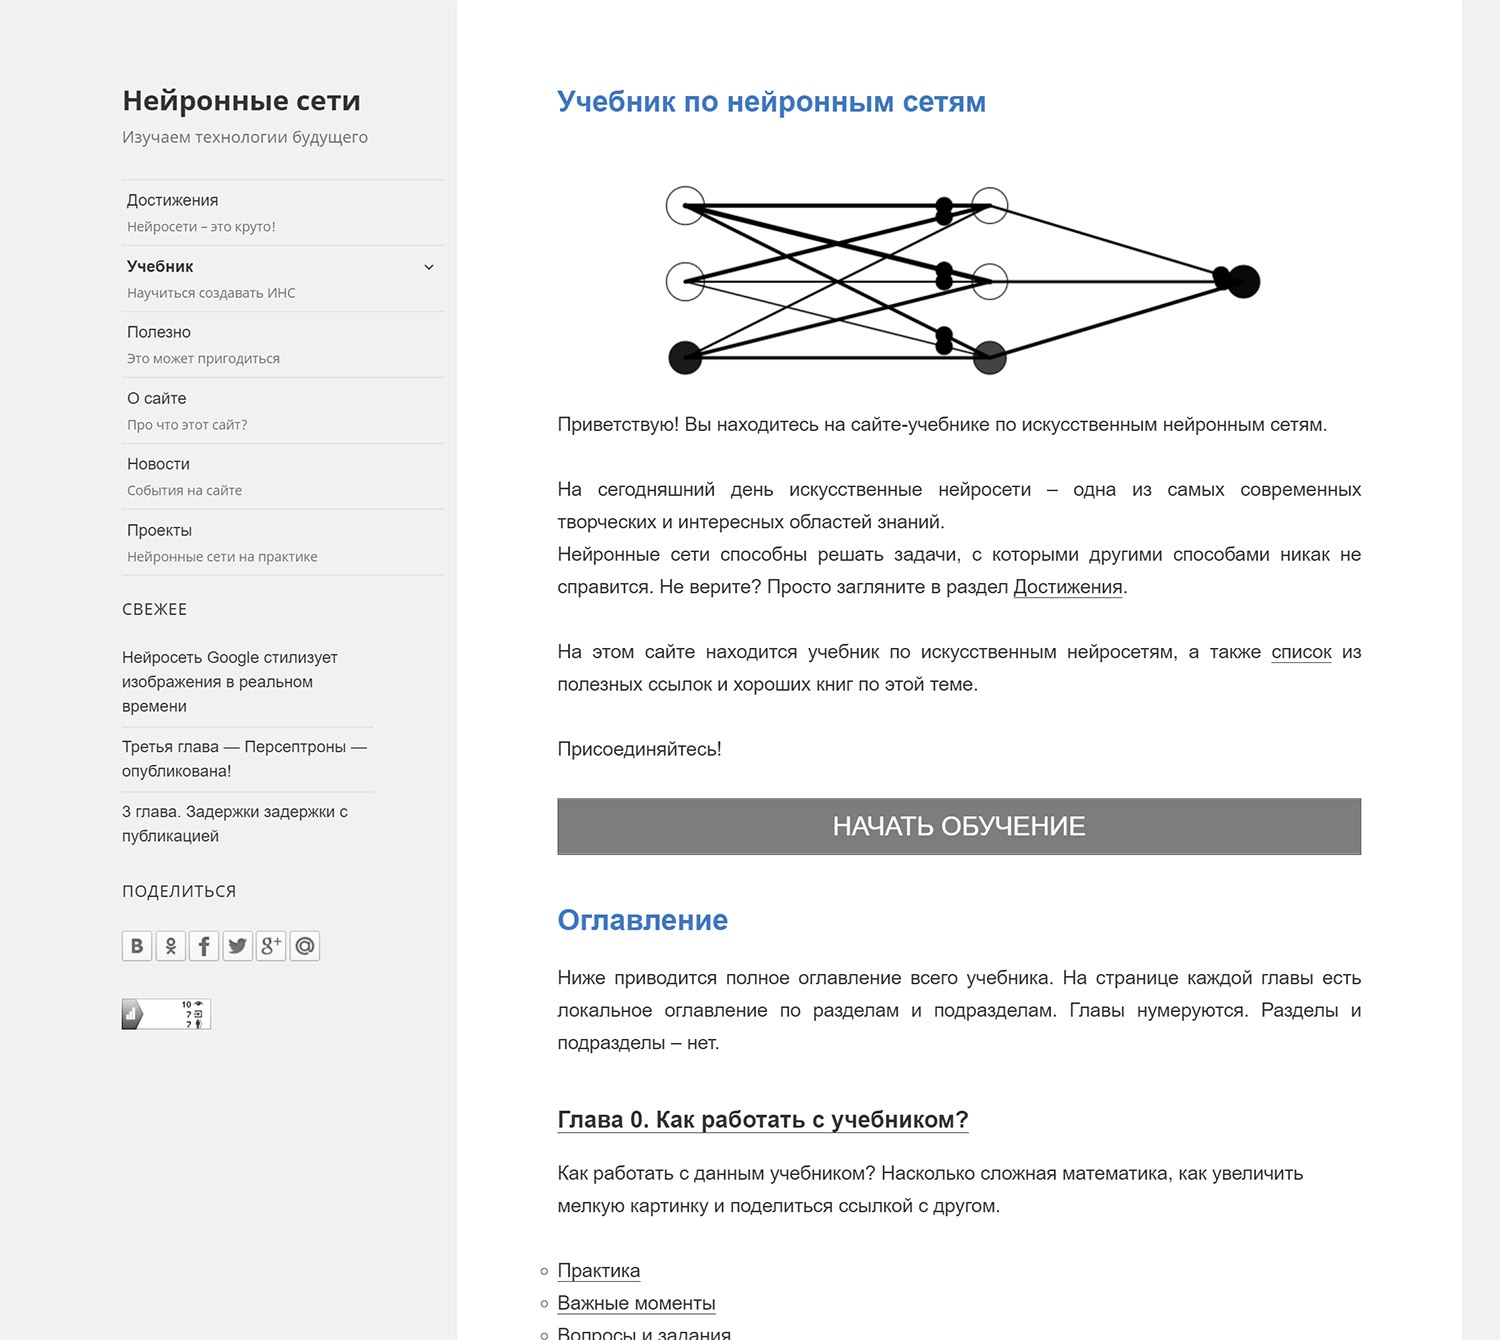 Нейронные сети
Изучаем технологии будущего
Достижения
Нейросети – это круто!
Учебник
Научиться создавать ИНС
Полезно
Это может пригодиться
О сайте
Про что этот сайт?
Новости
События на сайте
Проекты
Нейронные сети на практике
СВЕЖЕЕ
Нейросеть Google стилизует
изображения в реальном
времени
Третья глава — Персептроны —
опубликована!
3 глава. Задержки задержки с
публикацией
ПОДЕЛИТЬСЯ
10
7
7
Учебник по нейронным сетям
Приветствую! Вы находитесь на сайте-учебнике по искусственным нейронным сетям.
На сегодняшний день искусственные нейросети – одна из самых современных
творческих и интересных областей знаний.
Нейронные сети способны решать задачи, с которыми другими способами никак не
справится. Не верите? Просто загляните в раздел Достижения.
На этом сайте находится учебник по искусственным нейросетям, а также список из
полезных ссылок и хороших книг по этой теме.
Присоединяйтесь!
НАЧАТЬ ОБУЧЕНИЕ
Оглавление
Ниже приводится полное оглавление всего учебника. На странице каждой главы есть
локальное оглавление по разделам и подразделам. Главы нумеруются. Разделы и
подразделы – нет.
Глава 0. Как работать с учебником?
Как работать с данным учебником? Насколько сложная математика, как увеличить
мелкую картинку и поделиться ссылкой с другом.
Практика
Важные моменты
Вопросы и задания